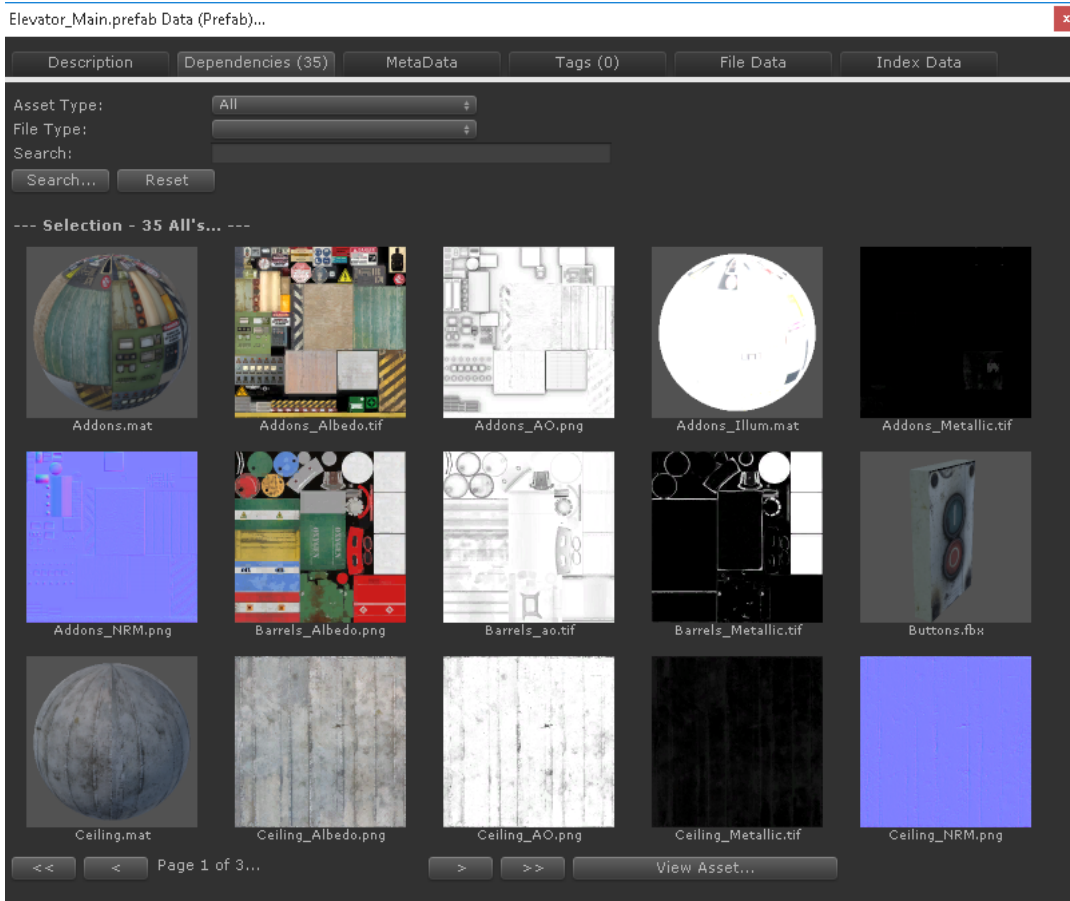 Elevator_Main.prefab Data (Prefab)...
x
Description Dependencies (35) MetaData Tags (0) File Data Index Data
Asset Type: All
File Type:
Search:
Search... Reset
--- Selection - 35 All's... ---
Addons.mat Addons_Albedo.tif Addons_AO.png Addons_Illum.mat Addons_Metallic.tif
OXYGEN OXYGEN
Addons_NRM.png Barrels_Albedo.png Barrels_ao.tif Barrels_Metallic.tif Buttons.fbx
Ceiling.mat Ceiling_Albedo.png Ceiling_AO.png Ceiling_Metallic.tif Ceiling_NRM.png
<< < Page 1 of 3... > >> View Asset...